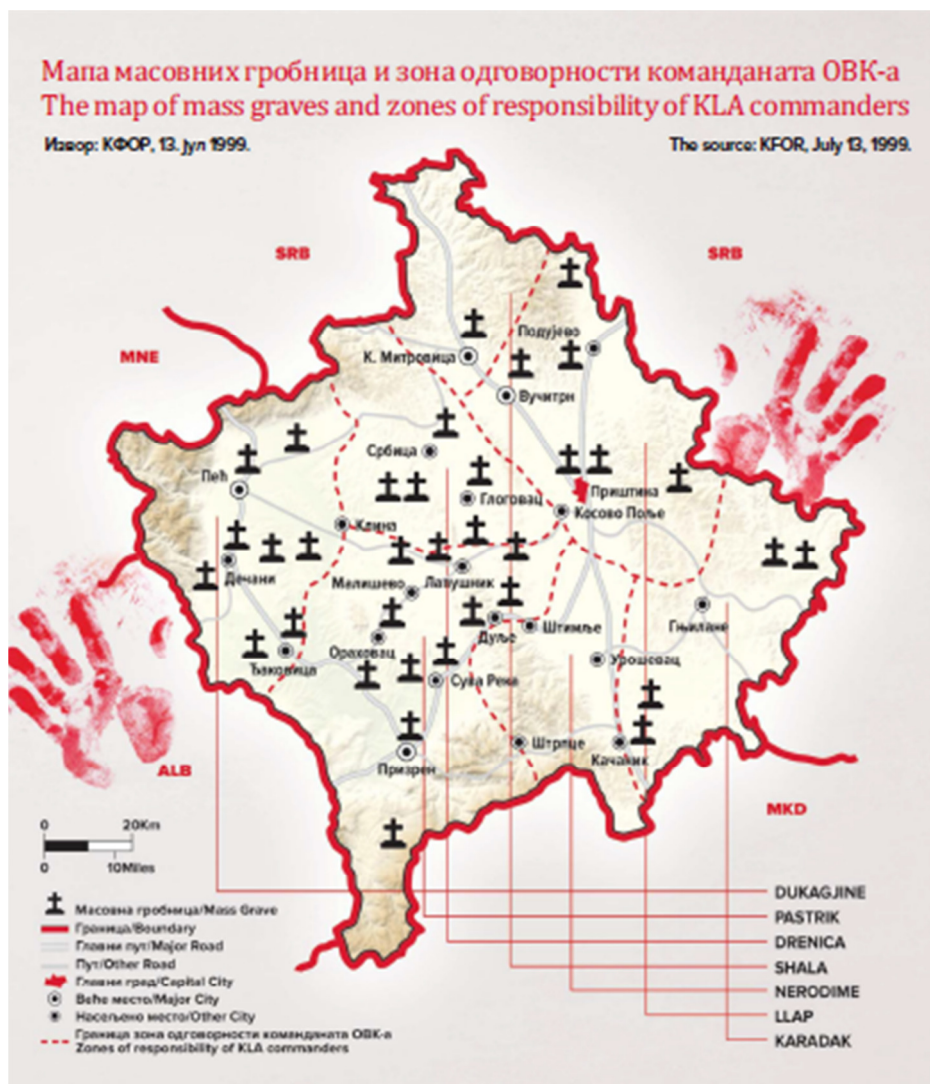 Мапа масовних гробница и зона одговорности команданата ОВК-а
The map of mass graves and zones of responsibility of KLA commanders
Извор: КФОР, 13. јул 1999.
The source: KFOR, July 13, 1999.
SRB
SRB
MNE
Подујево
К. Митровица
Вучитрн
Србица
Пећ
Глоговац
Приштина
Косово Поље
Клина
Дечани
Малишево
Лапушник
Гњилане
Дуље
Штимље
Ораховац
Ђаковица
Урошевац
Сува Река
Штрпце
Качаник
Призрен
ALB
MKD
0 20Km
0 10Miles
Масовна гробница/Mass Grave
Граница/Boundary
Главни пут/Major Road
Пут/Other Road
Главни град/Capital City
Веће место/Major City
Насељено место/Other City
Граница зона одговорности команданата ОВК-а
Zones of responsibility of KLA commanders
DUKAGJINE
PASTRIK
DRENICA
SHALA
NERODIME
LLAP
KARADAK